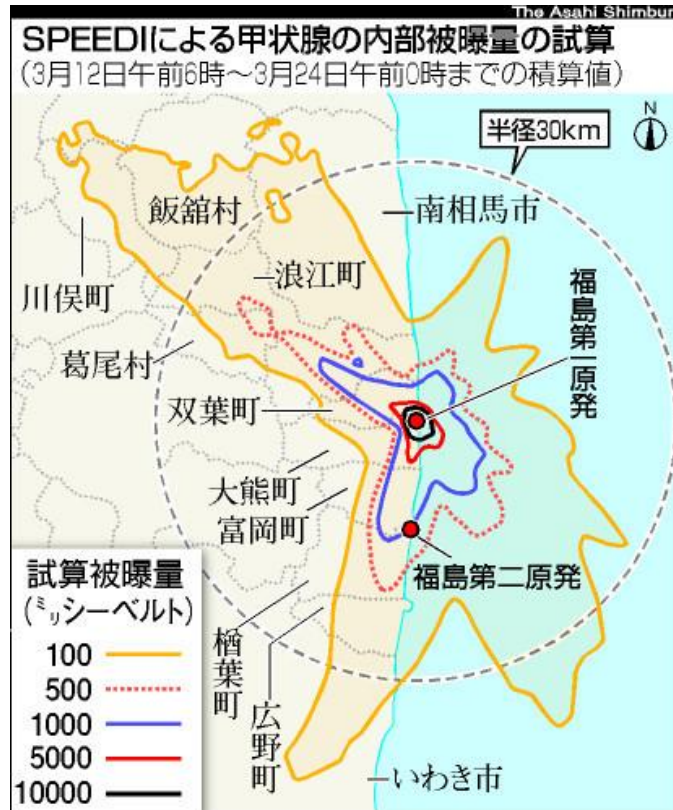 The Asahi Shimbun
SPEEDIによる甲状腺の内部被曝量の試算
(3月12日午前6時～3月24日午前0時までの積算値)
N
半径30km
飯舘村
南相馬市
浪江町
川俣町
福島第一原発
葛尾村
双葉町
大熊町
富岡町
福島第二原発
試算被曝量
(ミリシーベルト)
100
500
1000
5000
10000
楢葉町
広野町
いわき市